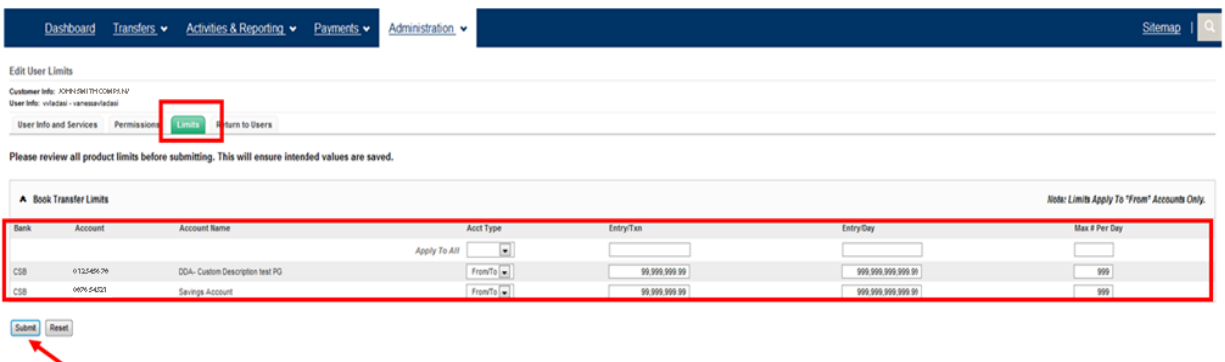 Dashboard Transfers Activities & Reporting Payments Administration Sitemap |
Edit User Limits
Customer Info: JOHN SMITH COMPANY
User Info: vvladasi - vanessavladasi
User Info and Services Permissions Limits Return to Users
Please review all product limits before submitting. This will ensure intended values are saved.
Book Transfer Limits Note: Limits Apply To "From" Accounts Only.
Bank Account Account Name Acct Type Entry/Txn Entry/Day Max # Per Day
Apply To All
CSB DDA- Custom Description test PG From/To 99,999,999.99 999,999,999,999.99 999
CSB Savings Account From/To 99,999,999.99 999,999,999,999.99 999
Submit Reset